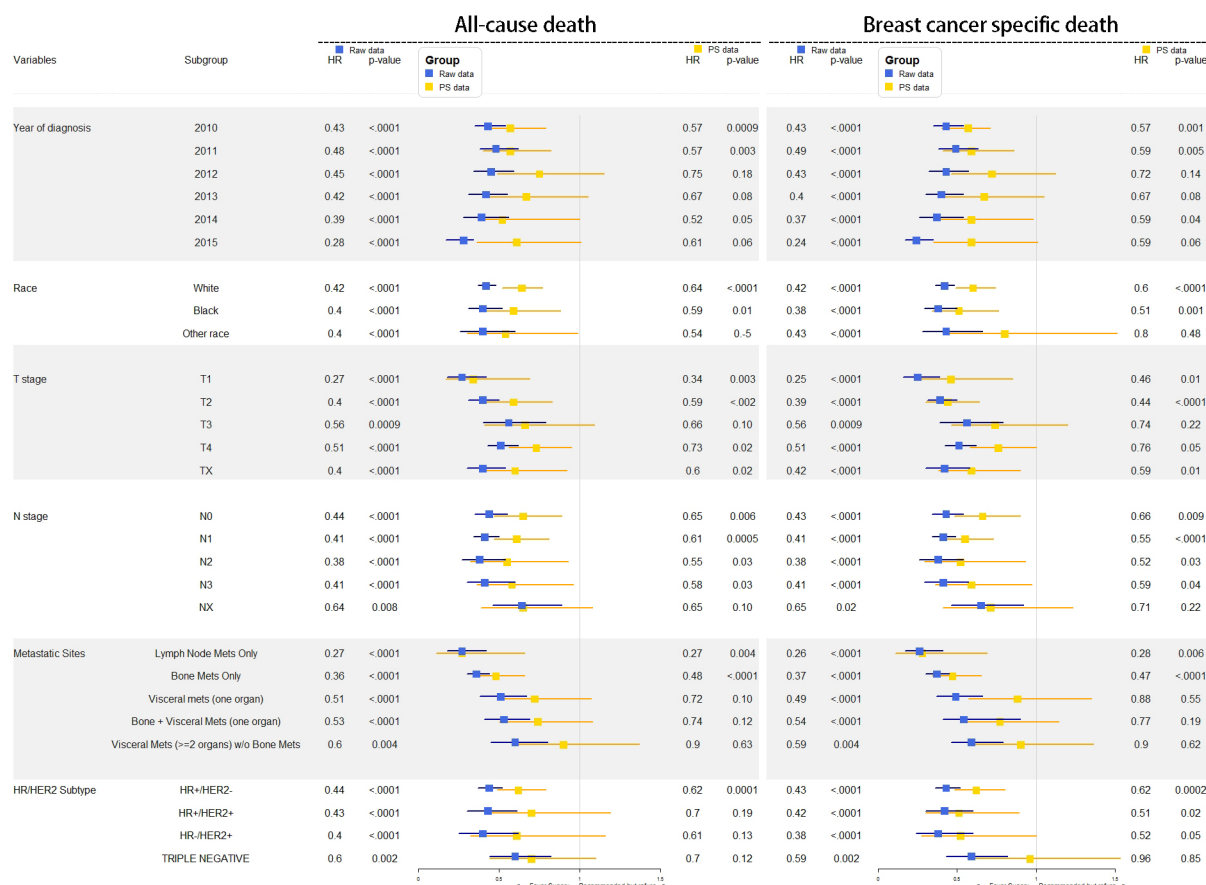 All-cause death Breast cancer specific death
Raw data PS data Raw data PS data
Variables Subgroup HR p-value Group HR p-value HR p-value Group HR p-value
Raw data Raw data
PS data PS data
Year of diagnosis 2010 0.43 <.0001 0.57 0.0009 0.43 <.0001 0.57 0.001
2011 0.48 <.0001 0.57 0.003 0.49 <.0001 0.59 0.005
2012 0.45 <.0001 0.75 0.18 0.43 <.0001 0.72 0.14
2013 0.42 <.0001 0.67 0.08 0.4 <.0001 0.67 0.08
2014 0.39 <.0001 0.52 0.05 0.37 <.0001 0.59 0.04
2015 0.28 <.0001 0.61 0.06 0.24 <.0001 0.59 0.06
Race White 0.42 <.0001 0.64 <.0001 0.42 <.0001 0.6 <.0001
Black 0.4 <.0001 0.59 0.01 0.38 <.0001 0.51 0.001
Other race 0.4 <.0001 0.54 0.-5 0.43 <.0001 0.8 0.48
T stage T1 0.27 <.0001 0.34 0.003 0.25 <.0001 0.46 0.01
T2 0.4 <.0001 0.59 <.002 0.39 <.0001 0.44 <.0001
T3 0.56 0.0009 0.66 0.10 0.56 0.0009 0.74 0.22
T4 0.51 <.0001 0.73 0.02 0.51 <.0001 0.76 0.05
TX 0.4 <.0001 0.6 0.02 0.42 <.0001 0.59 0.01
N stage N0 0.44 <.0001 0.65 0.006 0.43 <.0001 0.66 0.009
N1 0.41 <.0001 0.61 0.0005 0.41 <.0001 0.55 <.0001
N2 0.38 <.0001 0.55 0.03 0.38 <.0001 0.52 0.03
N3 0.41 <.0001 0.58 0.03 0.41 <.0001 0.59 0.04
NX 0.64 0.008 0.65 0.10 0.65 0.02 0.71 0.22
Metastatic Sites Lymph Node Mets Only 0.27 <.0001 0.27 0.004 0.26 <.0001 0.28 0.006
Bone Mets Only 0.36 <.0001 0.48 <.0001 0.37 <.0001 0.47 <.0001
Visceral mets (one organ) 0.51 <.0001 0.72 0.10 0.49 <.0001 0.88 0.55
Bone + Visceral Mets (one organ) 0.53 <.0001 0.74 0.12 0.54 <.0001 0.77 0.19
Visceral Mets (>=2 organs) w/o Bone Mets 0.6 0.004 0.9 0.63 0.59 0.004 0.9 0.62
HR/HER2 Subtype HR+/HER2- 0.44 <.0001 0.62 0.0001 0.43 <.0001 0.62 0.0002
HR+/HER2+ 0.43 <.0001 0.7 0.19 0.42 <.0001 0.51 0.02
HR-/HER2+ 0.4 <.0001 0.61 0.13 0.38 <.0001 0.52 0.05
TRIPLE NEGATIVE 0.6 0.002 0.7 0.12 0.59 0.002 0.96 0.85
0 0.5 1 1.5 0 0.5 1 1.5